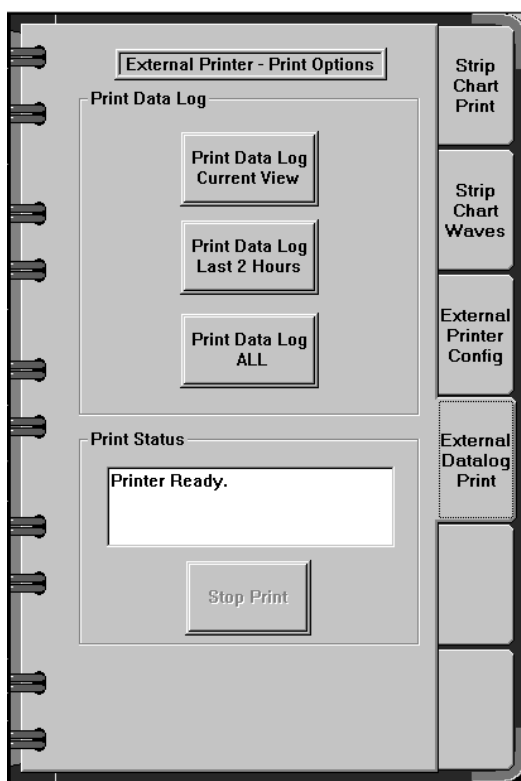 External Printer - Print Options
Print Data Log
Print Data Log
Current View
Print Data Log
Last 2 Hours
Print Data Log
ALL
Print Status
Printer Ready.
Stop Print
Strip
Chart
Print
Strip
Chart
Waves
External
Printer
Config
External
Datalog
Print